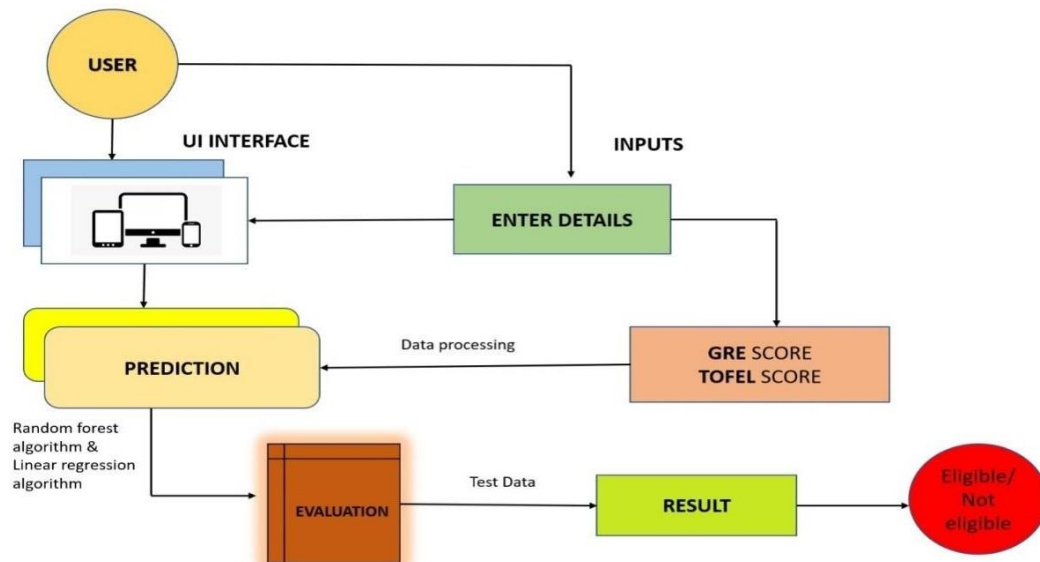 USER
UI INTERFACE
INPUTS
ENTER DETAILS
GRE SCORE
TOFEL SCORE
Data processing
PREDICTION
Random forest
algorithm &
Linear regression
algorithm
EVALUATION
Test Data
RESULT
Eligible/
Not
eligible